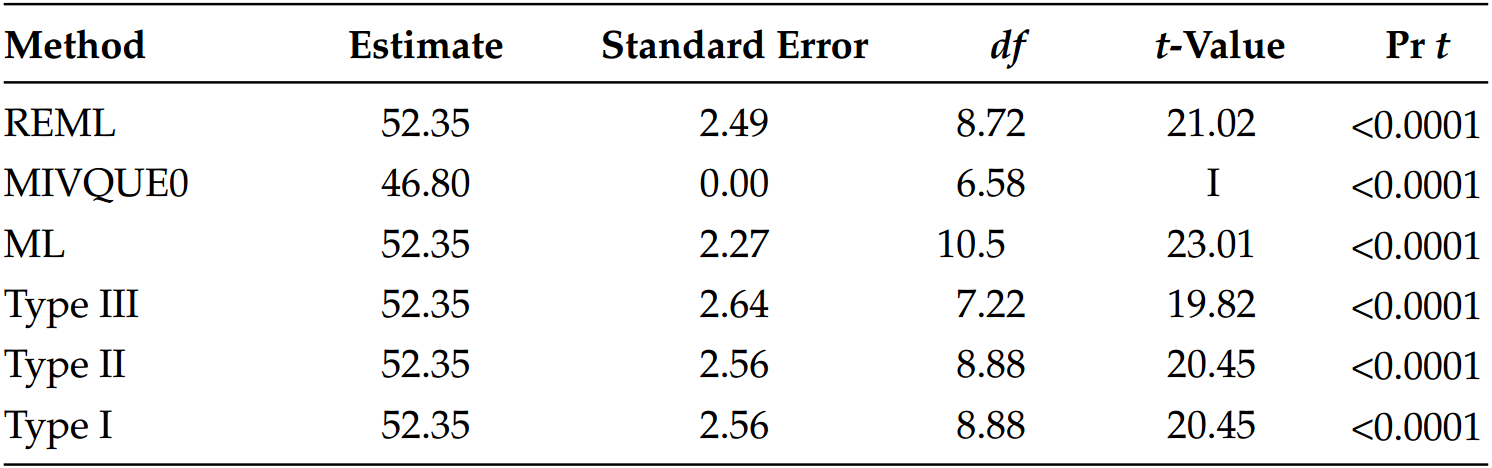 Method Estimate Standard Error df t-Value Pr t
REML 52.35 2.49 8.72 21.02 <0.0001
MIVQUE0 46.80 0.00 6.58 I <0.0001
ML 52.35 2.27 10.5 23.01 <0.0001
Type III 52.35 2.64 7.22 19.82 <0.0001
Type II 52.35 2.56 8.88 20.45 <0.0001
Type I 52.35 2.56 8.88 20.45 <0.0001